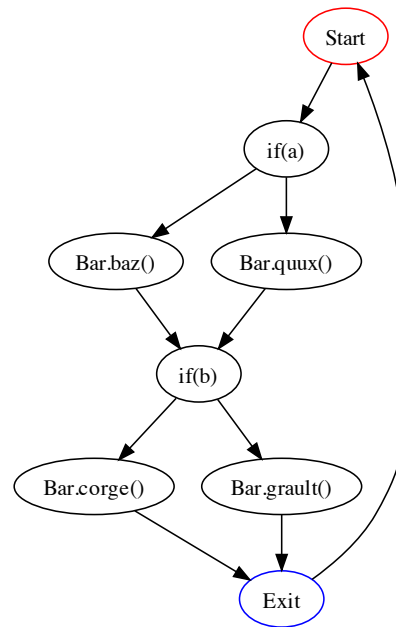 Start
if(a)
Bar.baz()
Bar.quux()
if(b)
Bar.corge()
Bar.grault()
Exit